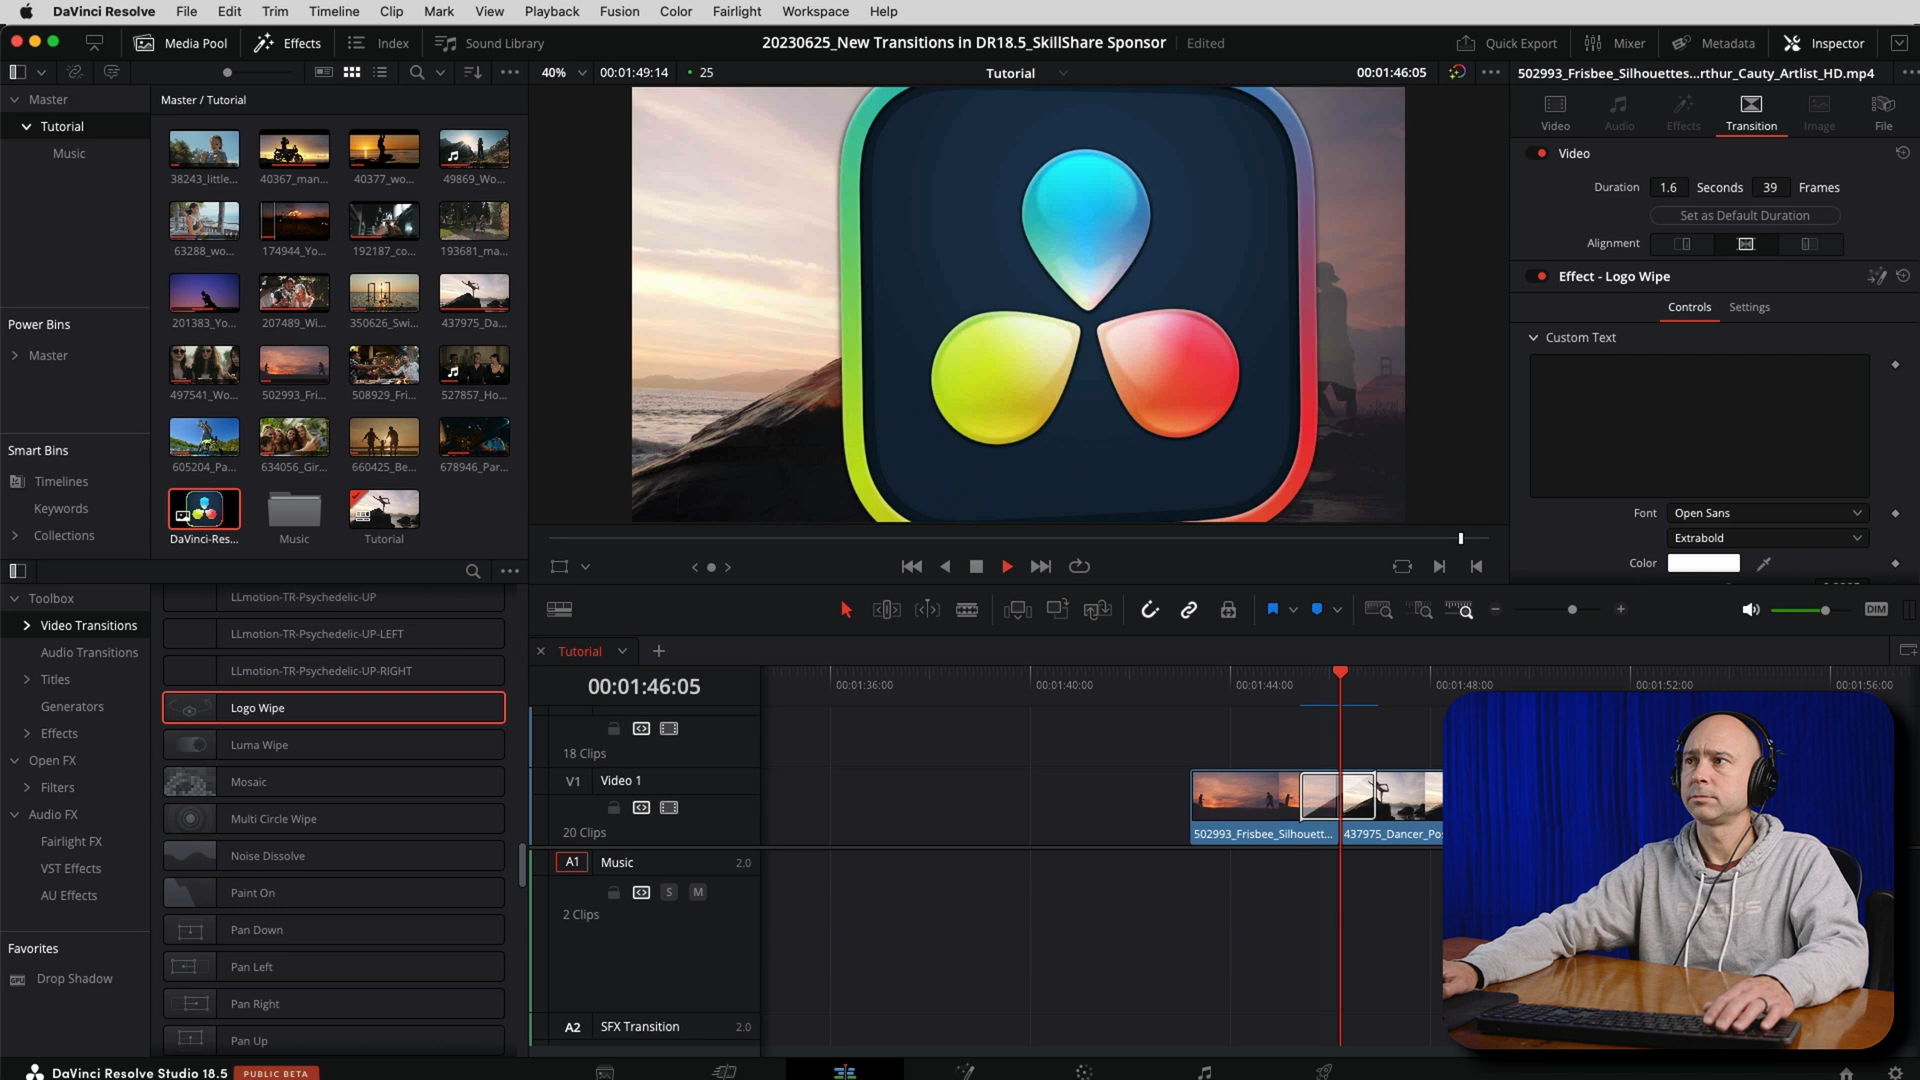 DaVinci Resolve File Edit Trim Timeline Clip Mark View Playback Fusion Color Fairlight Workspace Help
Media Pool Effects Index Sound Library 20230625_New Transitions in DR18.5_SkillShare Sponsor Edited Quick Export Mixer Metadata Inspector
40% 00:01:49:14 25 Tutorial 00:01:46:05 502993_Frisbee_Silhouettes...rthur_Cauty_Artlist_HD.mp4
Master
Tutorial
Music
Power Bins
Master
Smart Bins
Timelines
Keywords
Collections
Master / Tutorial
38243_little... 40367_man... 40377_wo... 49869_Wo...
63288_wo... 174944_Yo... 192187_co... 193681_ma...
201383_Yo... 207489_Wi... 350626_Swi... 437975_Da...
497541_Wo... 502993_Fri... 508929_Fri... 527857_Ho...
605204_Pa... 634056_Gir... 660425_Be... 678946_Par...
DaVinci-Res... Music Tutorial
Video Audio Effects Transition Image File
Video
Duration 1.6 Seconds 39 Frames
Set as Default Duration
Alignment
Effect - Logo Wipe
Controls Settings
Custom Text
Font Open Sans
Extrabold
Color
Toolbox
Video Transitions
Audio Transitions
Titles
Generators
Effects
Open FX
Filters
Audio FX
Fairlight FX
VST Effects
AU Effects
Favorites
Drop Shadow
LLmotion-TR-Psychedelic-UP
LLmotion-TR-Psychedelic-UP-LEFT
LLmotion-TR-Psychedelic-UP-RIGHT
Logo Wipe
Luma Wipe
Mosaic
Multi Circle Wipe
Noise Dissolve
Paint On
Pan Down
Pan Left
Pan Right
Pan Up
DIM
Tutorial
00:01:46:05 00:01:36:00 00:01:40:00 00:01:44:00 00:01:48:00 00:01:52:00 00:01:56:00
18 Clips
V1 Video 1
20 Clips
502993_Frisbee_Silhouett... 437975_Dancer_Po
A1 Music 2.0
S M
2 Clips
A2 SFX Transition 2.0
DaVinci Resolve Studio 18.5 PUBLIC BETA